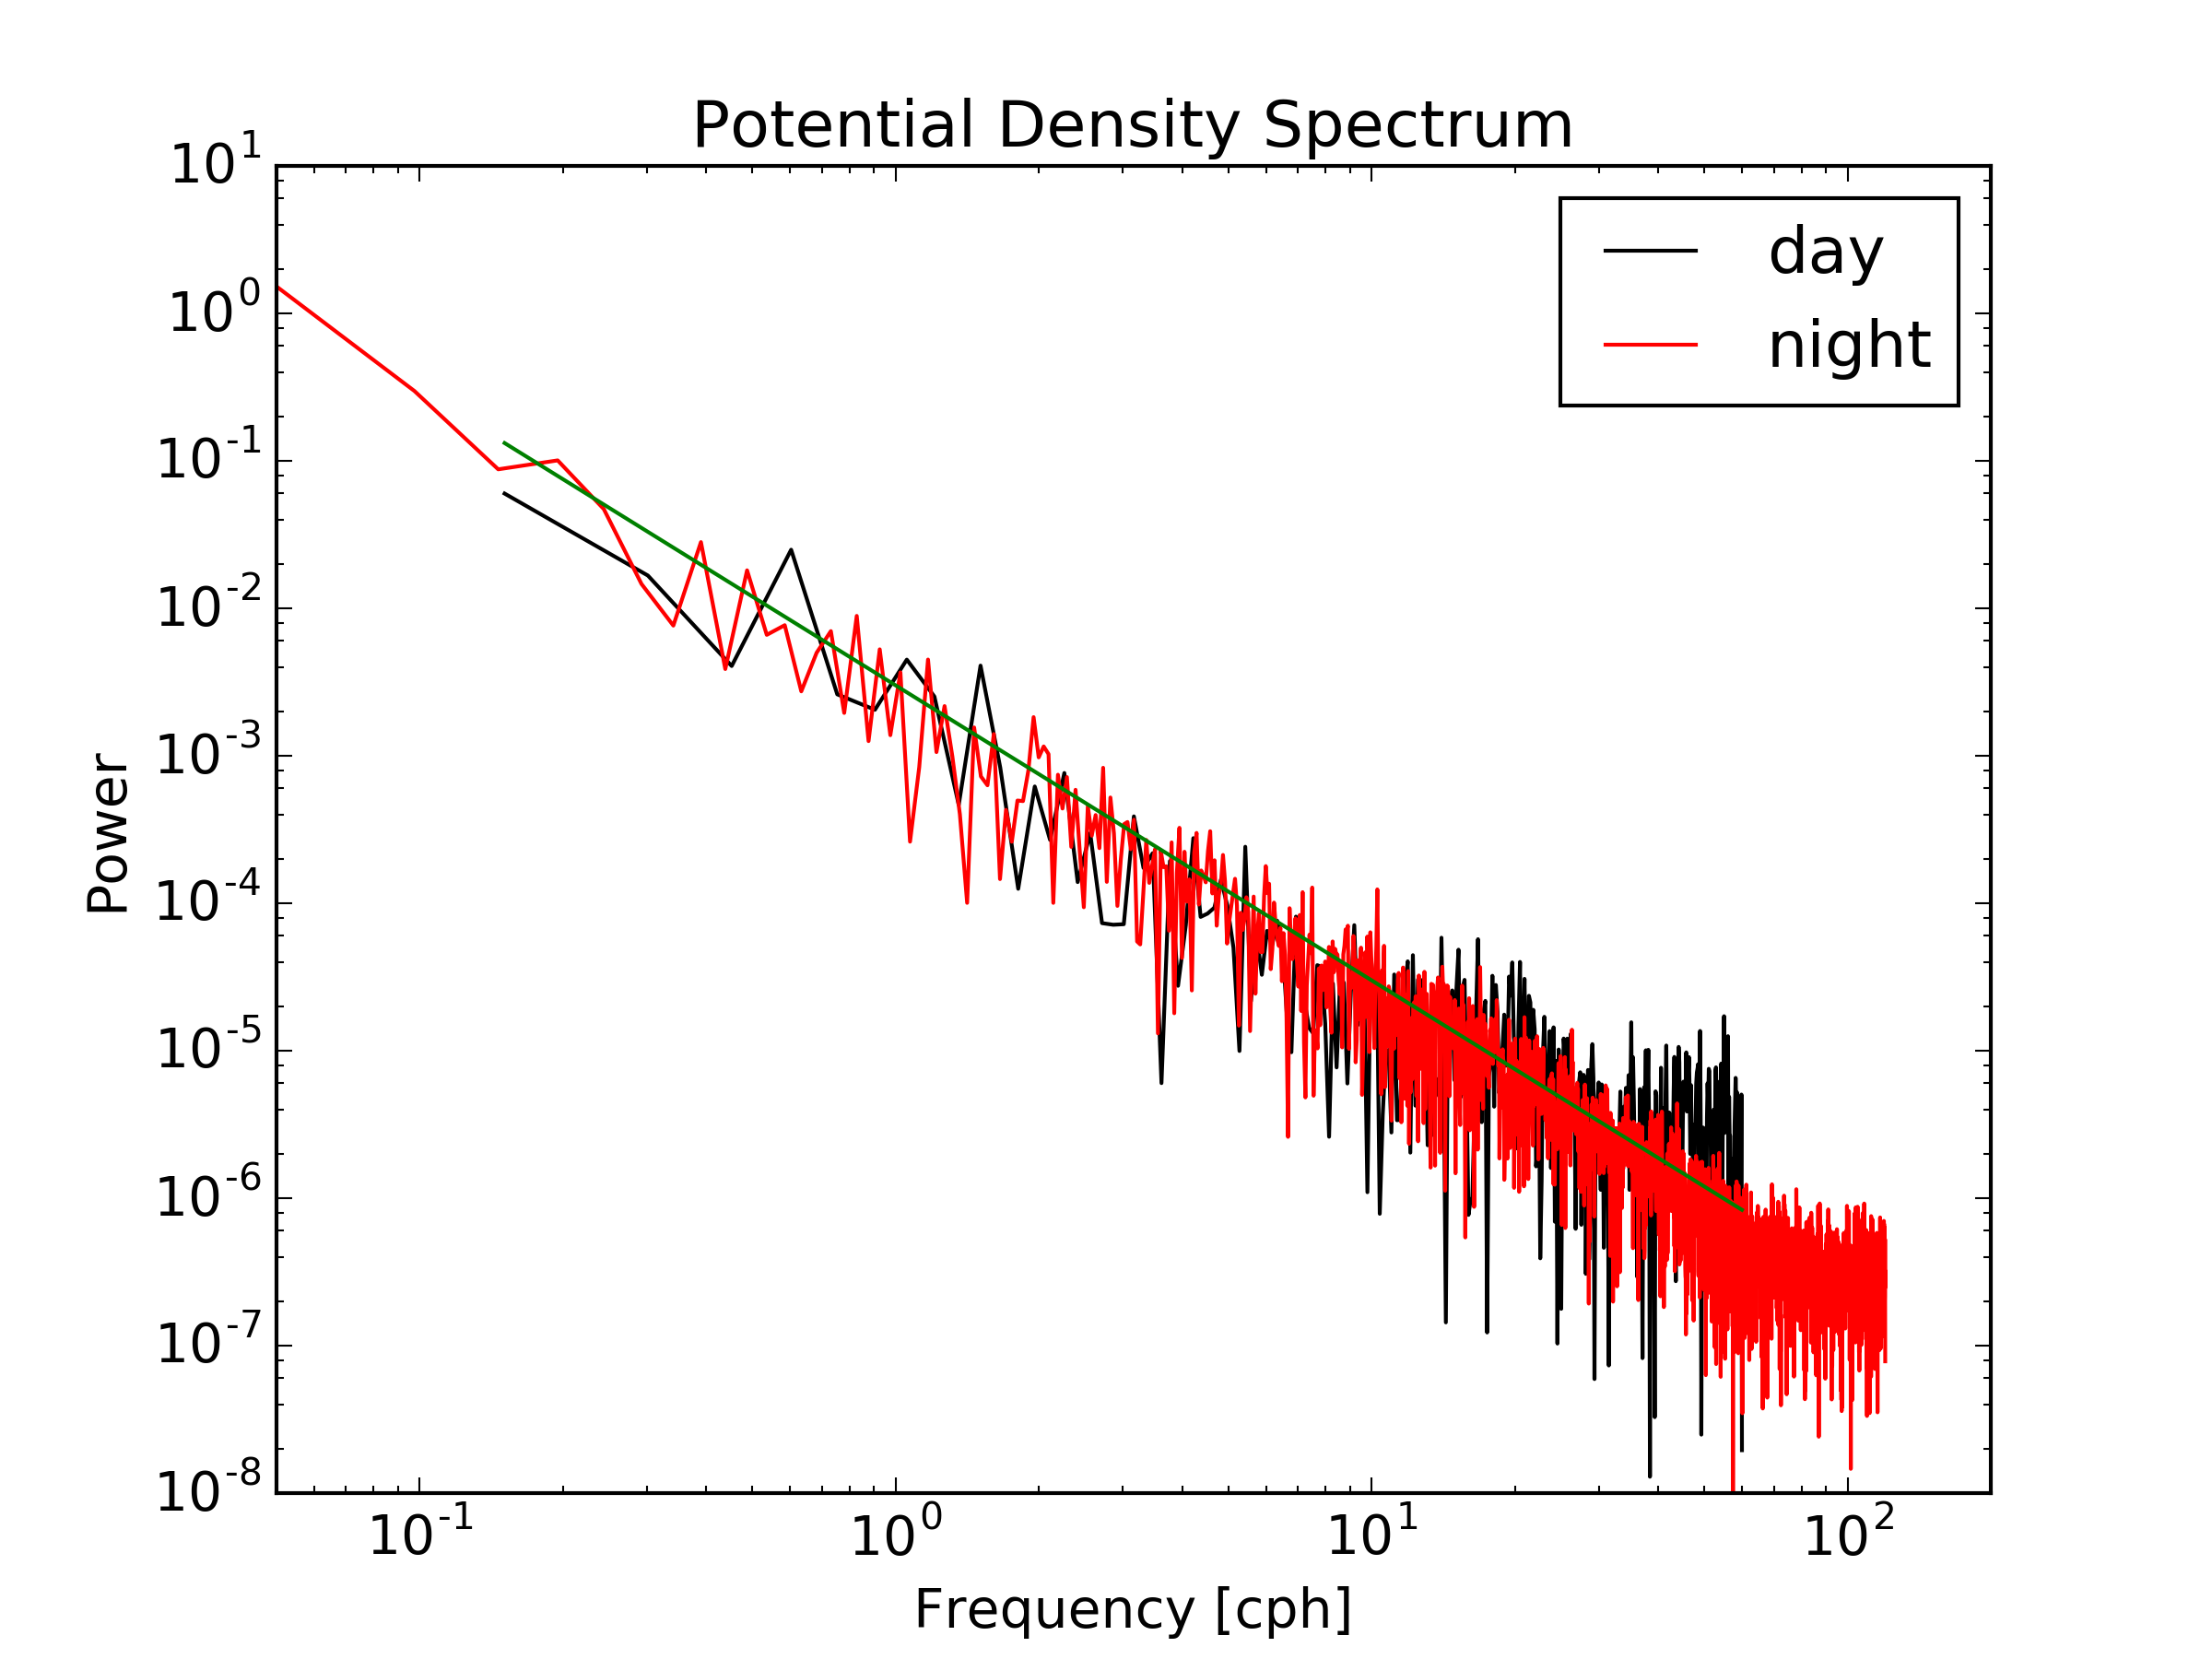 Potential Density Spectrum
10^1
10^0
10^-1
10^-2
10^-3
10^-4
10^-5
10^-6
10^-7
10^-8
Power
day
night
10^-1 10^0 10^1 10^2
Frequency [cph]